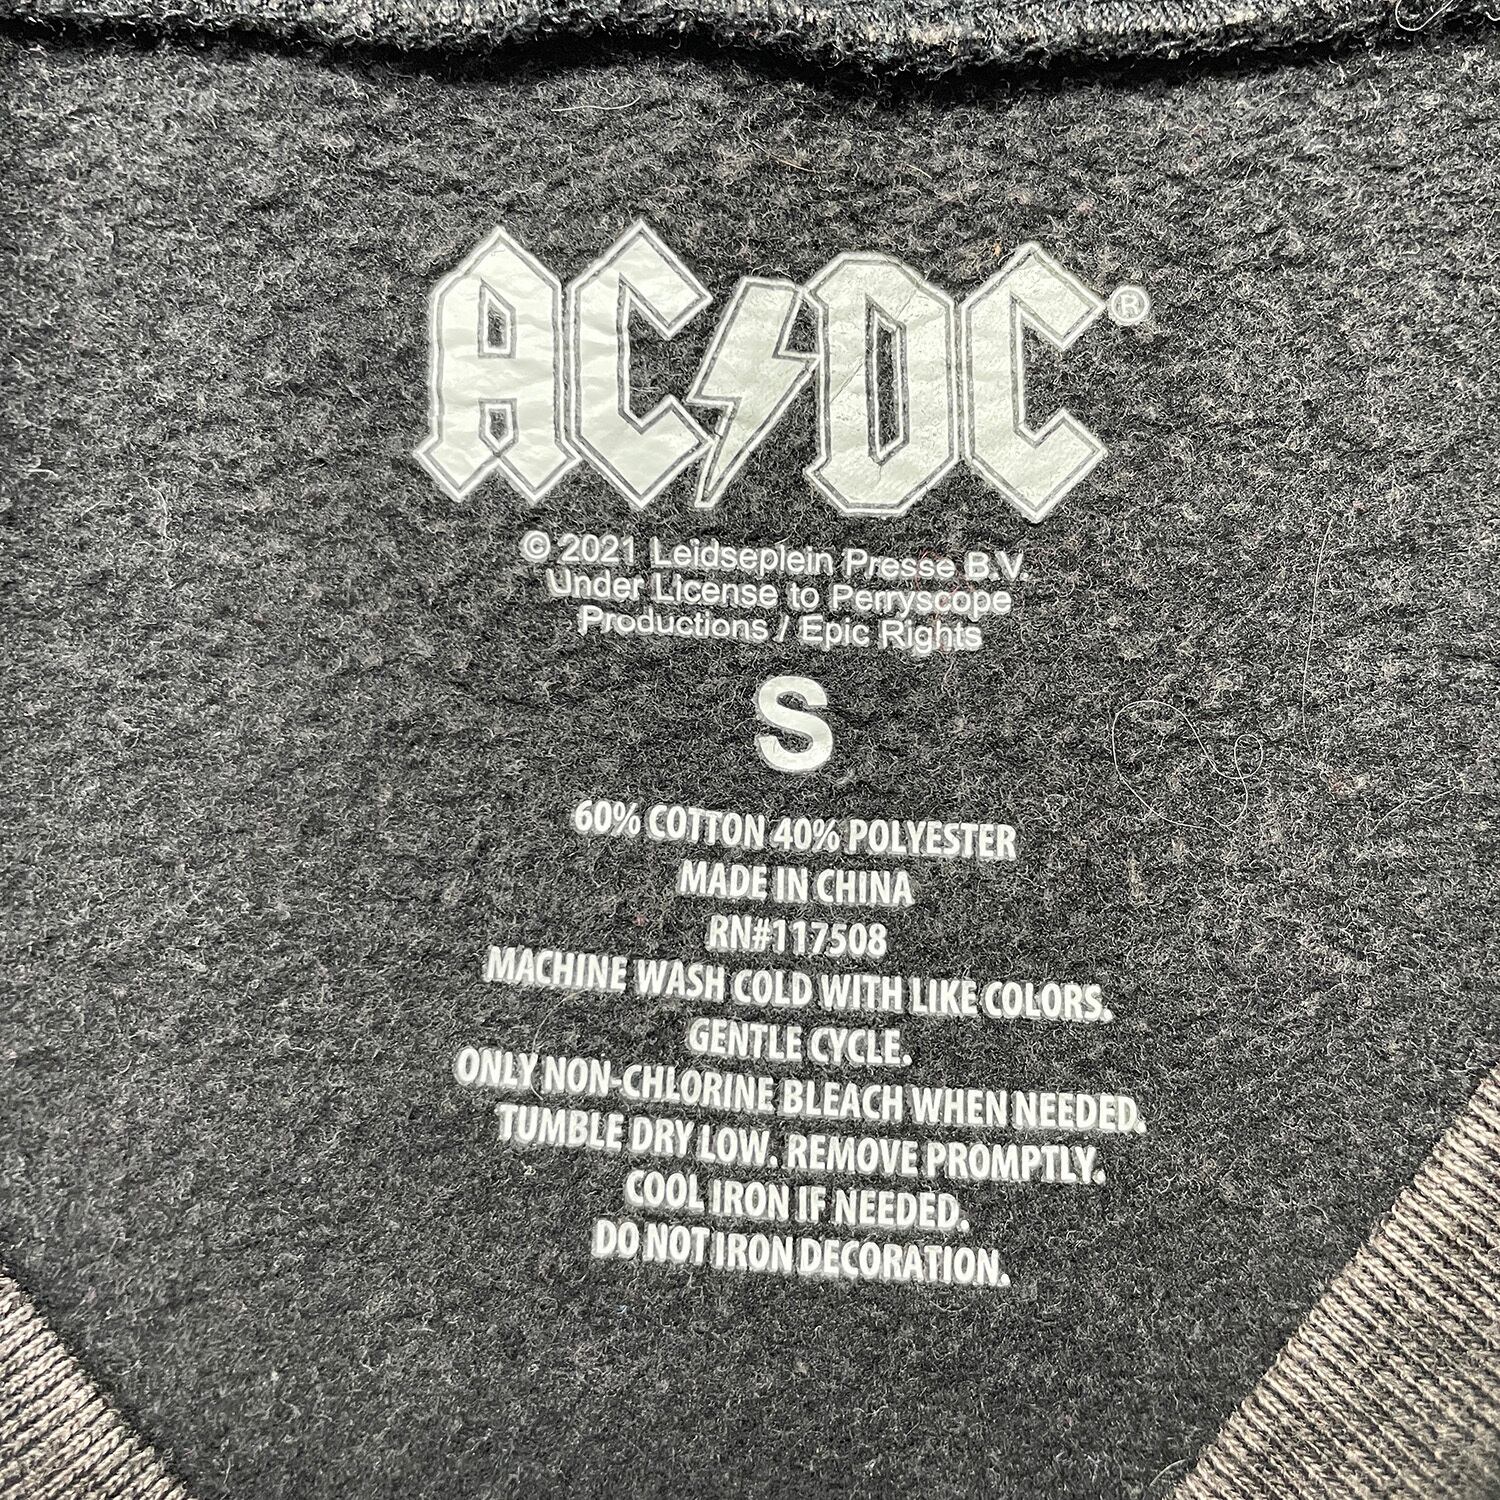 AC⚡DC®
© 2021 Leidseplein Presse B.V.
Under License to Perryscope
Productions / Epic Rights
S
60% COTTON 40% POLYESTER
MADE IN CHINA
RN#117508
MACHINE WASH COLD WITH LIKE COLORS.
GENTLE CYCLE.
ONLY NON-CHLORINE BLEACH WHEN NEEDED.
TUMBLE DRY LOW. REMOVE PROMPTLY.
COOL IRON IF NEEDED.
DO NOT IRON DECORATION.